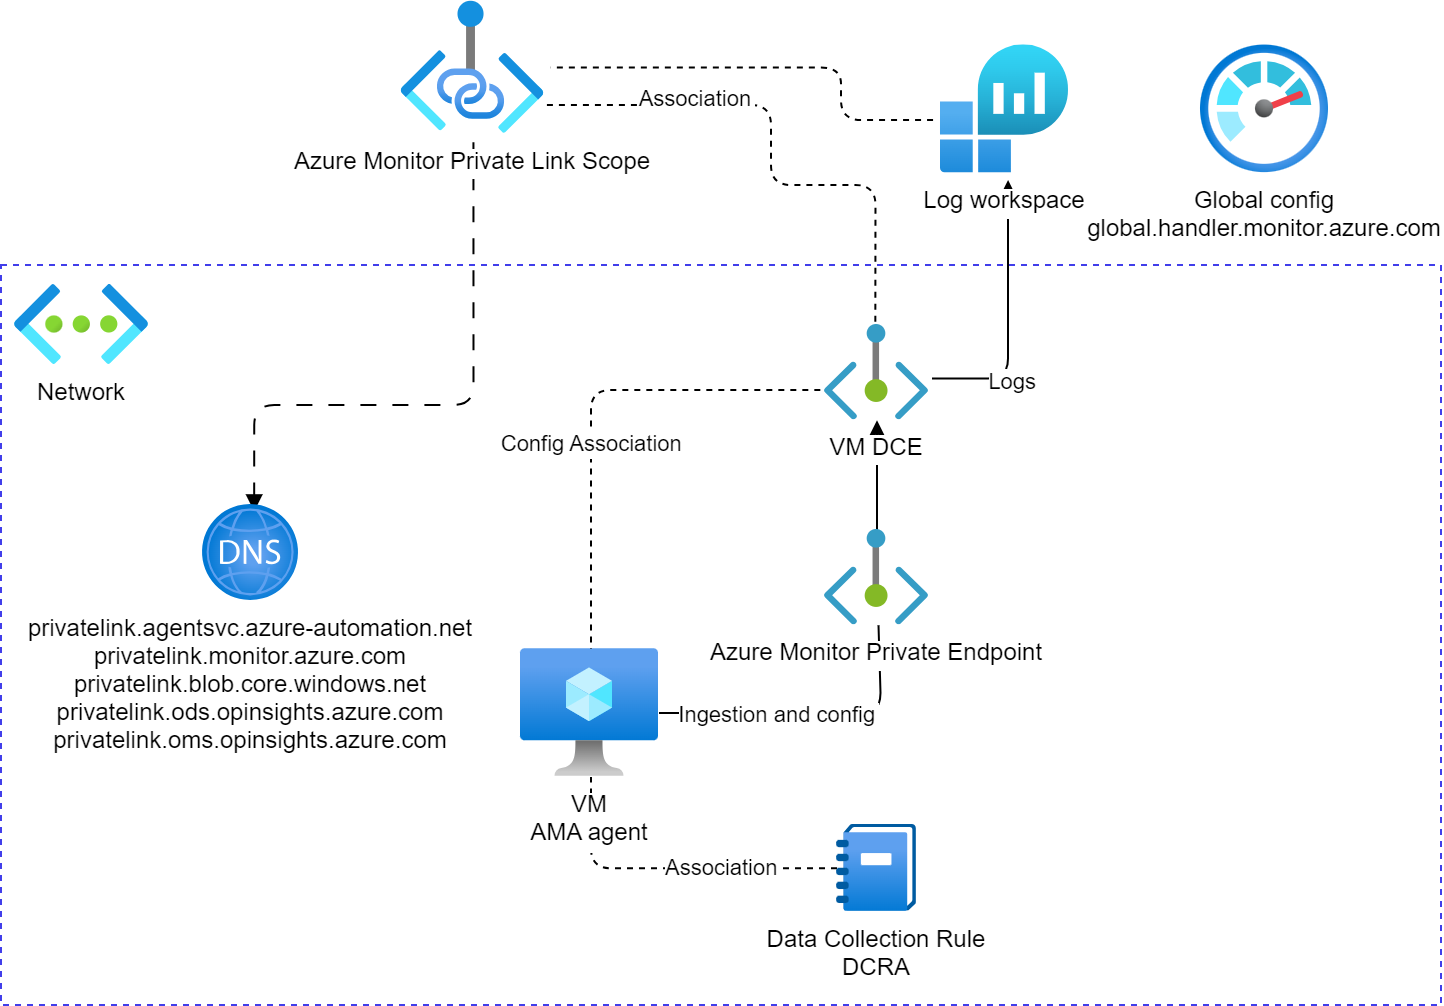 Association
Azure Monitor Private Link Scope
Log workspace
Global config
global.handler.monitor.azure.com
Network
Logs
Config Association
VM DCE
DNS
privatelink.agentsvc.azure-automation.net
privatelink.monitor.azure.com
privatelink.blob.core.windows.net
privatelink.ods.opinsights.azure.com
privatelink.oms.opinsights.azure.com
Azure Monitor Private Endpoint
Ingestion and config
VM
AMA agent
Association
Data Collection Rule
DCRA